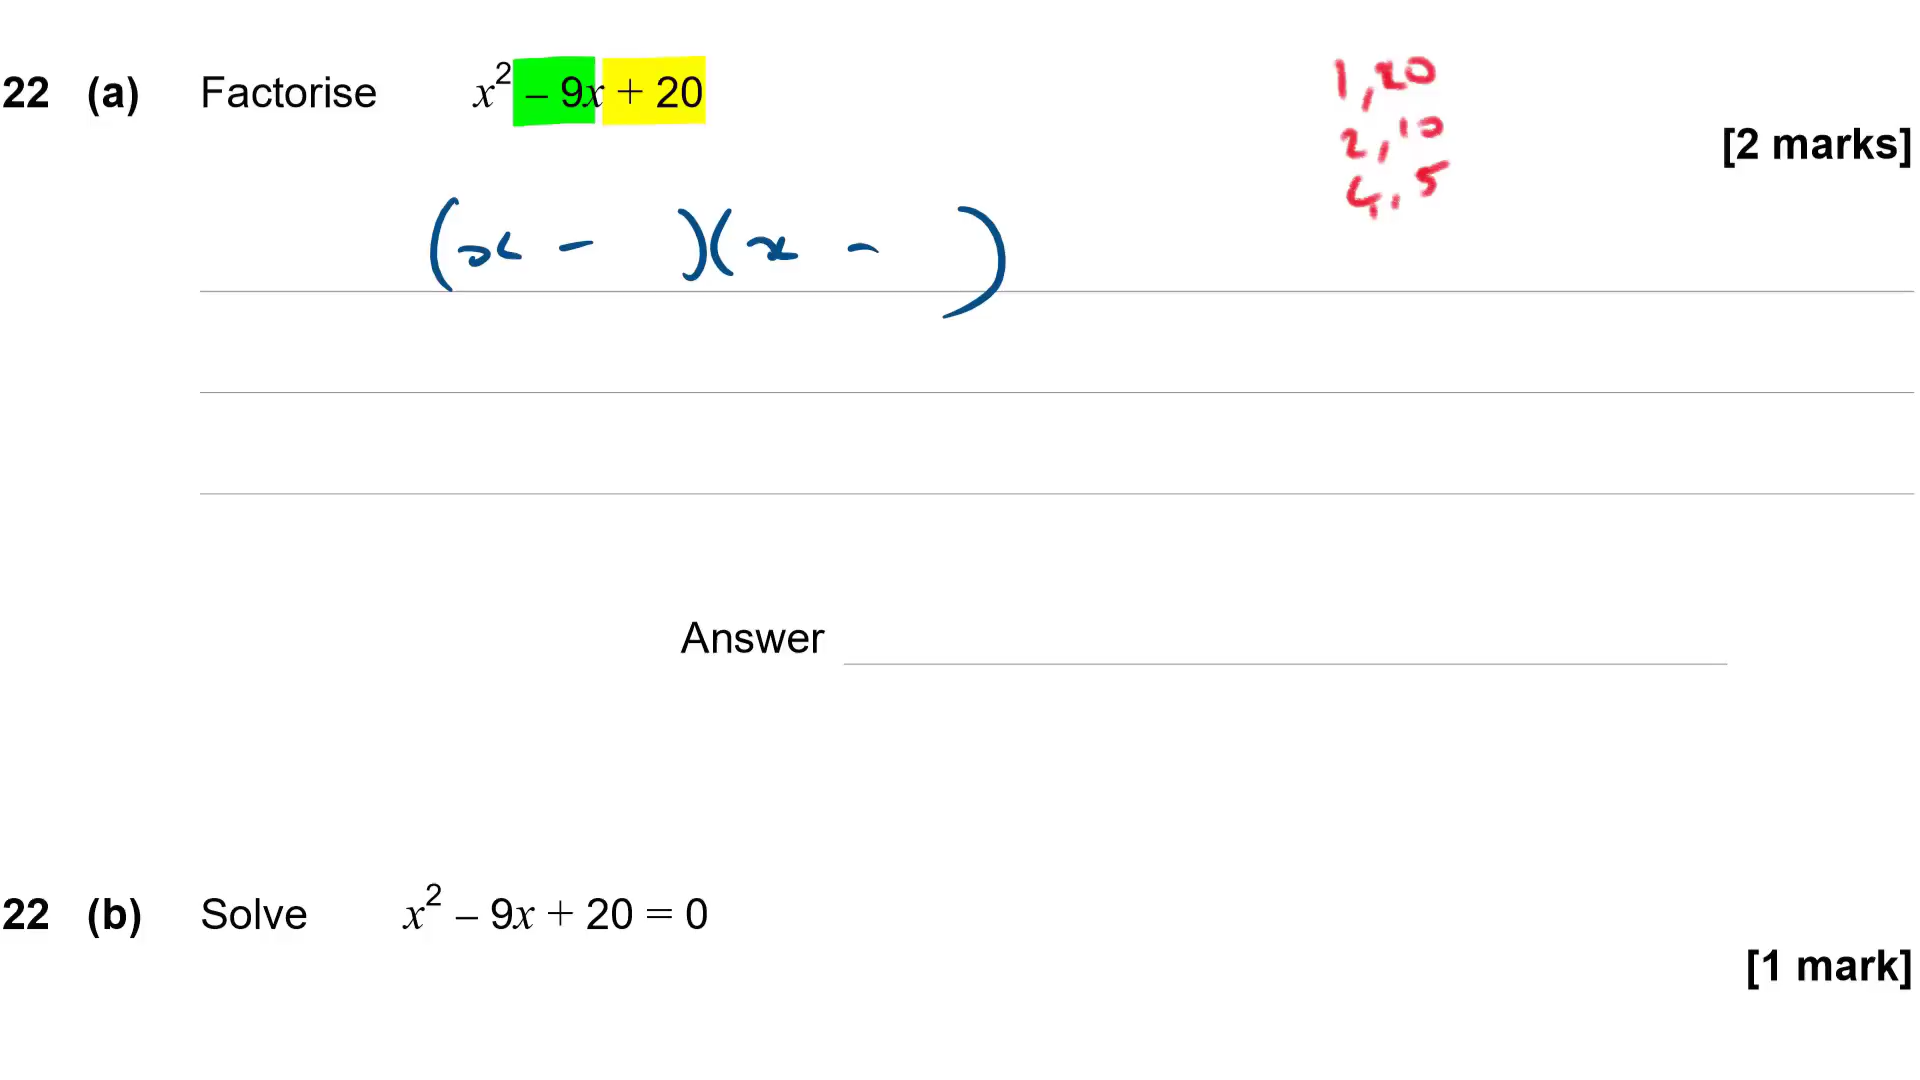 22 (a) Factorise x² – 9x + 20
1, 20
2, 10
[2 marks]
4, 5
(x - )(x - )
Answer
22 (b) Solve x² – 9x + 20 = 0
[1 mark]